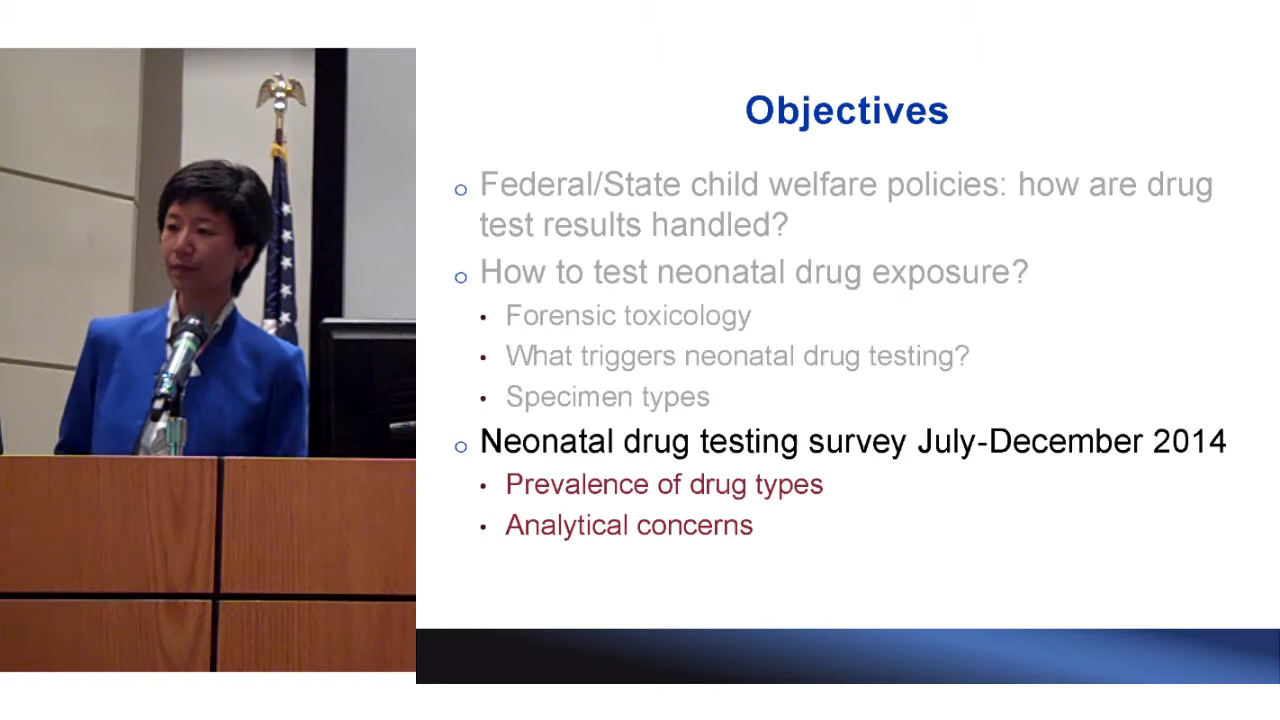 Objectives
Federal/State child welfare policies: how are drug
test results handled?
How to test neonatal drug exposure?
Forensic toxicology
What triggers neonatal drug testing?
Specimen types
Neonatal drug testing survey July-December 2014
Prevalence of drug types
Analytical concerns